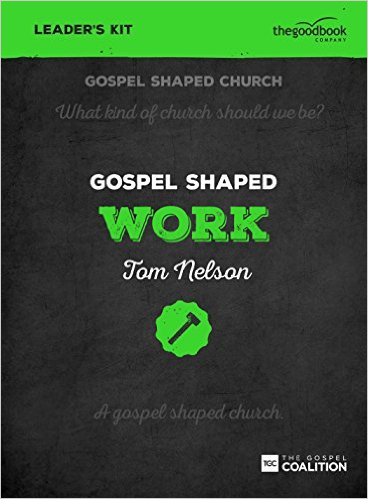 LEADER'S KIT
thegoodbook
COMPANY
GOSPEL SHAPED CHURCH
What kind of church should we be?
GOSPEL SHAPED
WORK
Tom Nelson
A gospel shaped church.
TGC
THE GOSPEL
COALITION